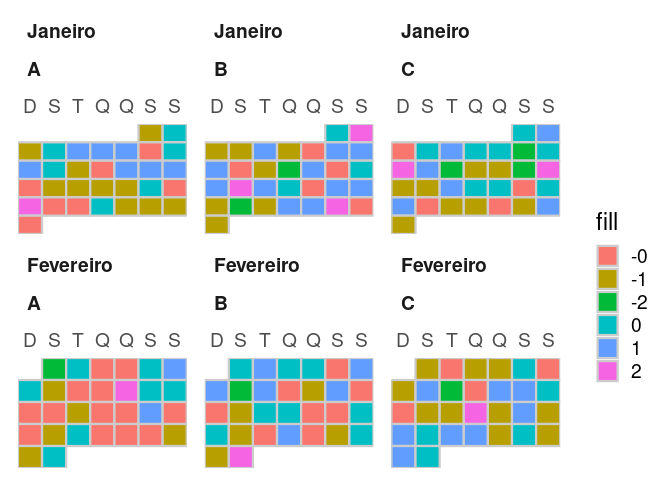 Janeiro Janeiro Janeiro
A B C
D S T Q Q S S D S T Q Q S S D S T Q Q S S
Fevereiro Fevereiro Fevereiro
A B C
D S T Q Q S S D S T Q Q S S D S T Q Q S S
fill
-0
-1
-2
0
1
2